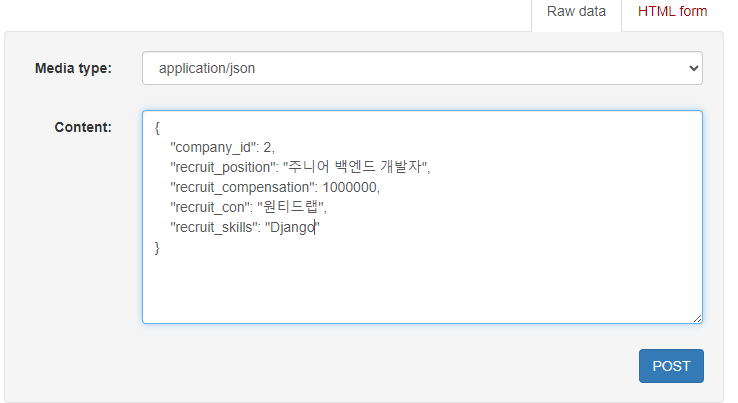 Raw data
HTML form
Media type:
application/json
Content:
{
    "company_id": 2,
    "recruit_position": "주니어 백엔드 개발자",
    "recruit_compensation": 1000000,
    "recruit_con": "원티드랩",
    "recruit_skills": "Django"
}
POST